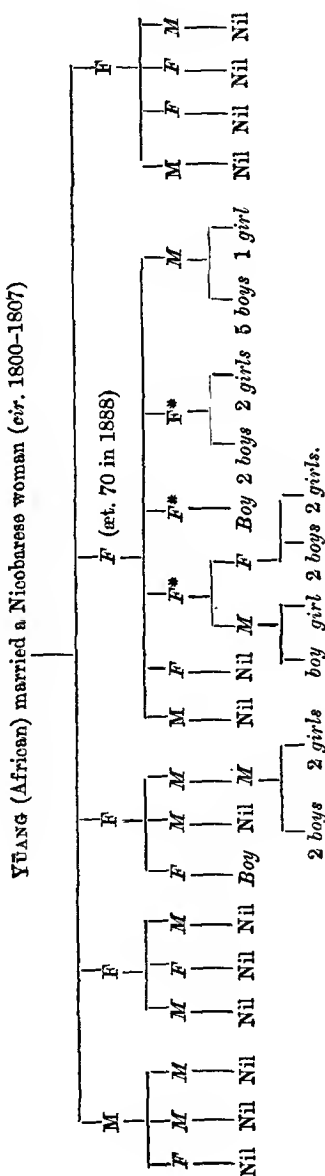 YŪANG (African) married a Nicobarese woman (cir. 1800–1807)
M F F F (æt. 70 in 1888) F
F M M M F M F M M M F F* F* F* M M F F M
Nil Nil Nil Nil Nil Nil Boy Nil M Nil Nil M F Boy 2 boys 2 girls 5 boys 1 girl Nil Nil Nil Nil
2 boys 2 girls boy girl 2 boys 2 girls.